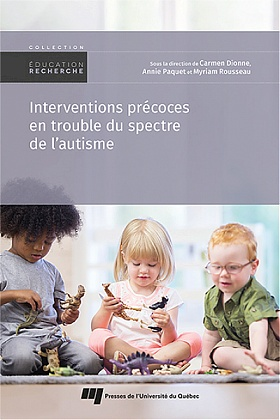 COLLECTION
ÉDUCATION
RECHERCHE
Sous la direction de Carmen Dionne,
Annie Paquet et Myriam Rousseau
Interventions précoces
en trouble du spectre
de l'autisme
Presses de l'Université du Québec